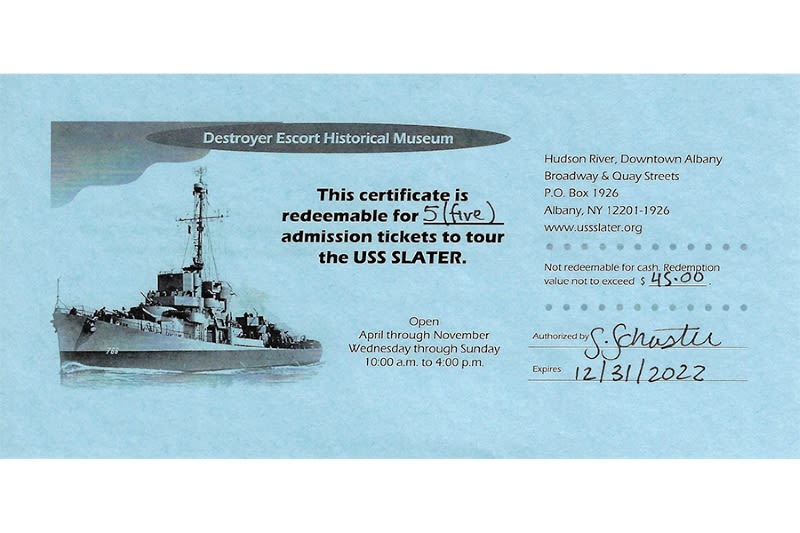 Destroyer Escort Historical Museum
This certificate is
redeemable for 5 (five)
admission tickets to tour
the USS SLATER.
Open
April through November
Wednesday through Sunday
10:00 a.m. to 4:00 p.m.
Hudson River, Downtown Albany
Broadway & Quay Streets
P.O. Box 1926
Albany, NY 12201-1926
www.ussslater.org
Not redeemable for cash. Redemption
value not to exceed $ 45.00.
Authorized by S. Schuster
Expires 12/31/2022
766